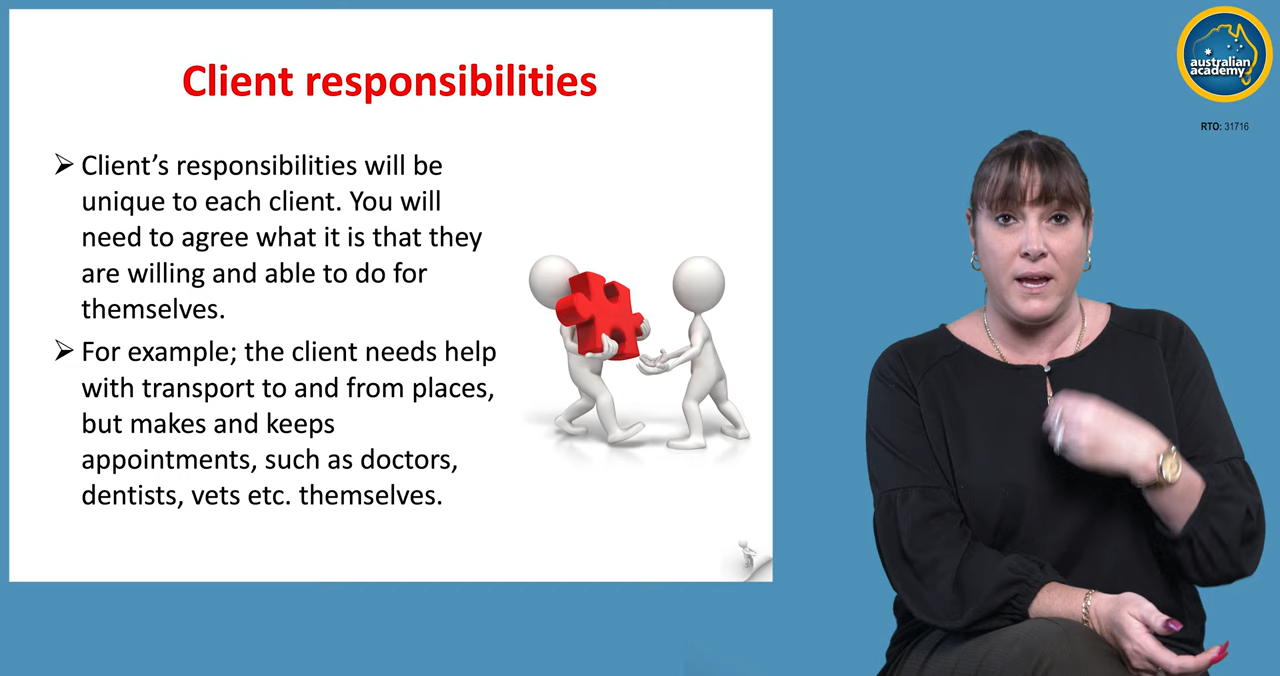 Client responsibilities
➢ Client’s responsibilities will be
unique to each client. You will
need to agree what it is that they
are willing and able to do for
themselves.
➢ For example; the client needs help
with transport to and from places,
but makes and keeps
appointments, such as doctors,
dentists, vets etc. themselves.
australian
academy
RTO: 31716